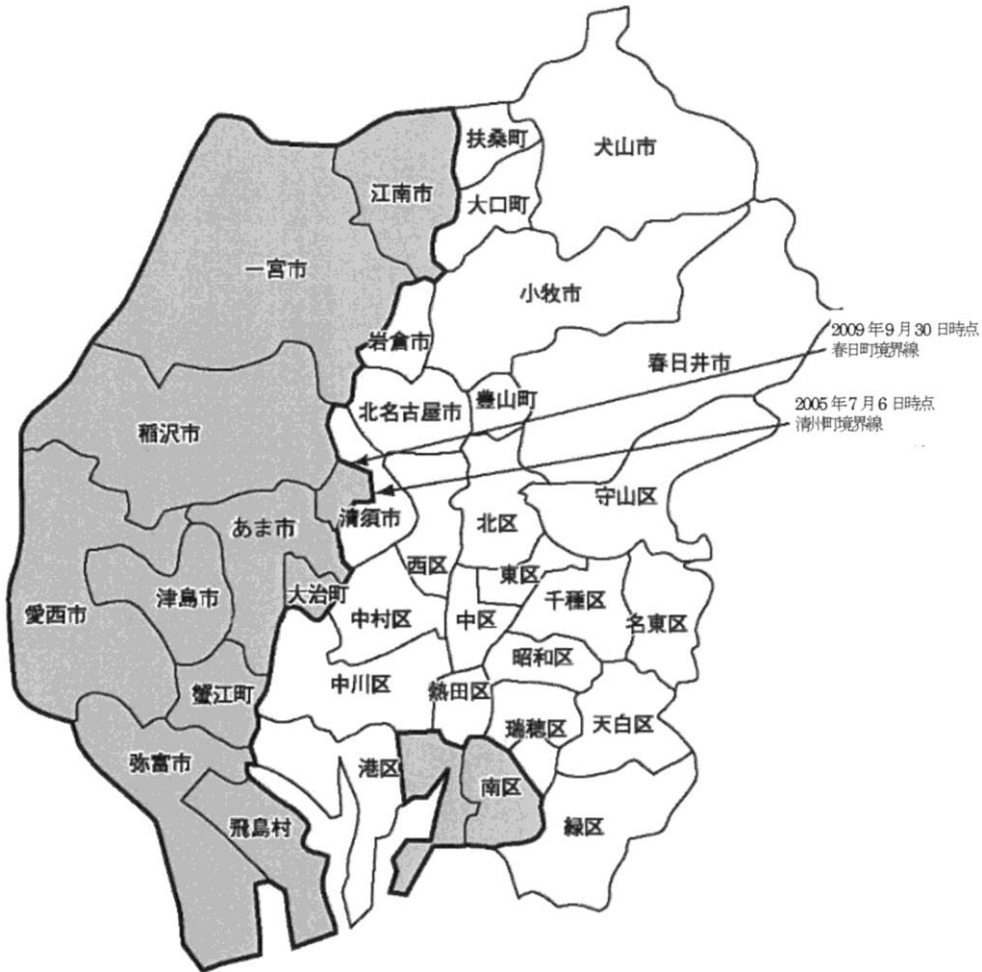 扶桑町
犬山市
江南市
大口町
一宮市
小牧市
2009年9月30日時点
春日町境界線
岩倉市
春日井市
豊山町
北名古屋市
2005年7月6日時点
清州町境界線
稲沢市
守山区
清須市
北区
あま市
西区
東区
大治町
津島市
千種区
愛西市
中村区
中区
名東区
昭和区
中川区
熱田区
蟹江町
瑞穂区
天白区
弥富市
港区
南区
飛島村
緑区